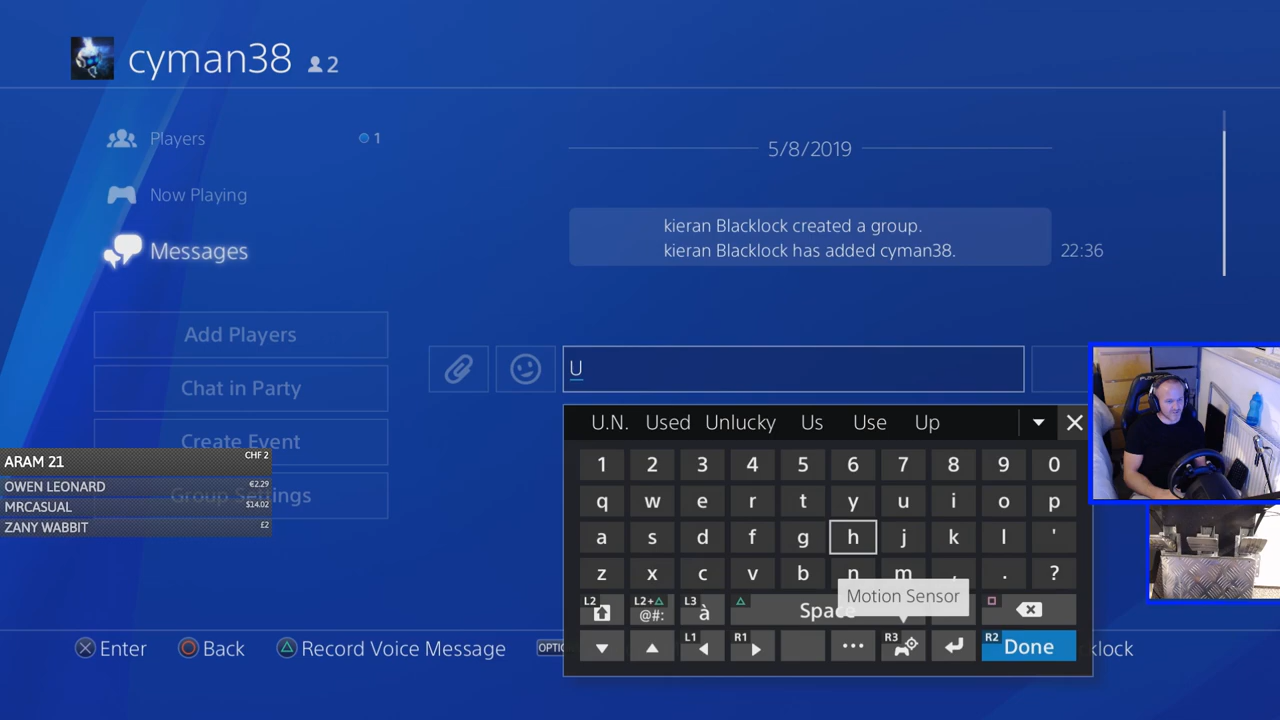 cyman38 2
Players 1
Now Playing
Messages
Add Players
Chat in Party
Create Event
Group Settings
5/8/2019
kieran Blacklock created a group.
kieran Blacklock has added cyman38.
22:36
U
U.N. Used Unlucky Us Use Up
1 2 3 4 5 6 7 8 9 0
q w e r t y u i o p
a s d f g h j k l '
z x c v b n m , . ?
Motion Sensor
L2 L2+△ @#: L3 à △ Space □
L1 R1 ... R3 R2 Done
ARAM 21 CHF 2
OWEN LEONARD €2.29
MRCASUAL $14.02
ZANY WABBIT £2
Enter Back Record Voice Message OPTIO cklock